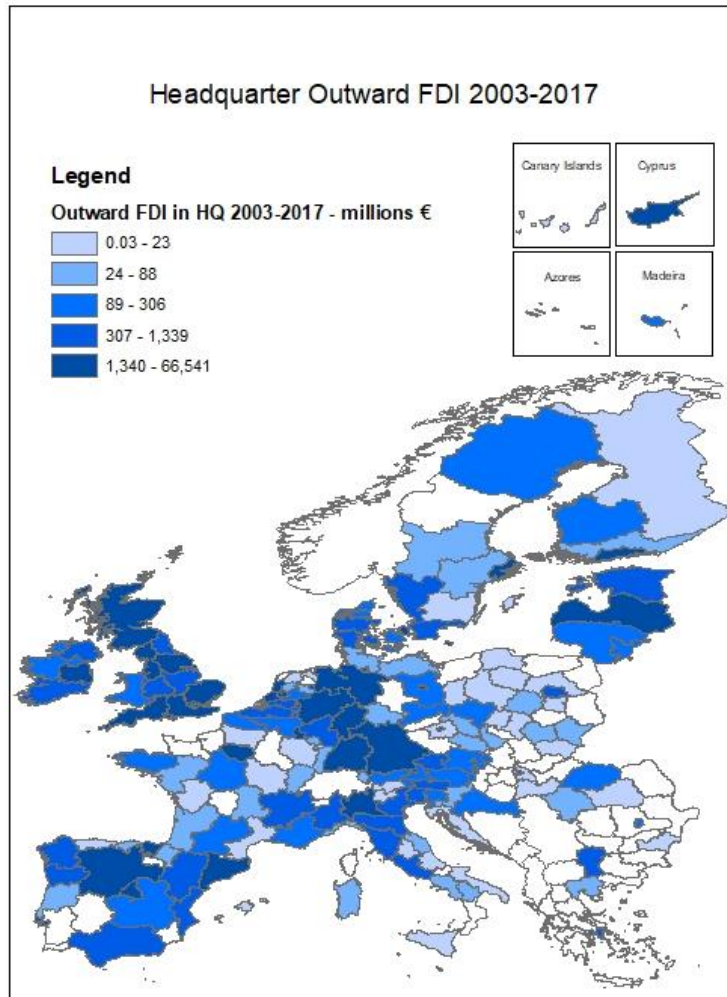 Headquarter Outward FDI 2003-2017
Legend
Outward FDI in HQ 2003-2017 - millions €
0.03 - 23
24 - 88
89 - 306
307 - 1,339
1,340 - 66,541
Canary Islands
Cyprus
Azores
Madeira